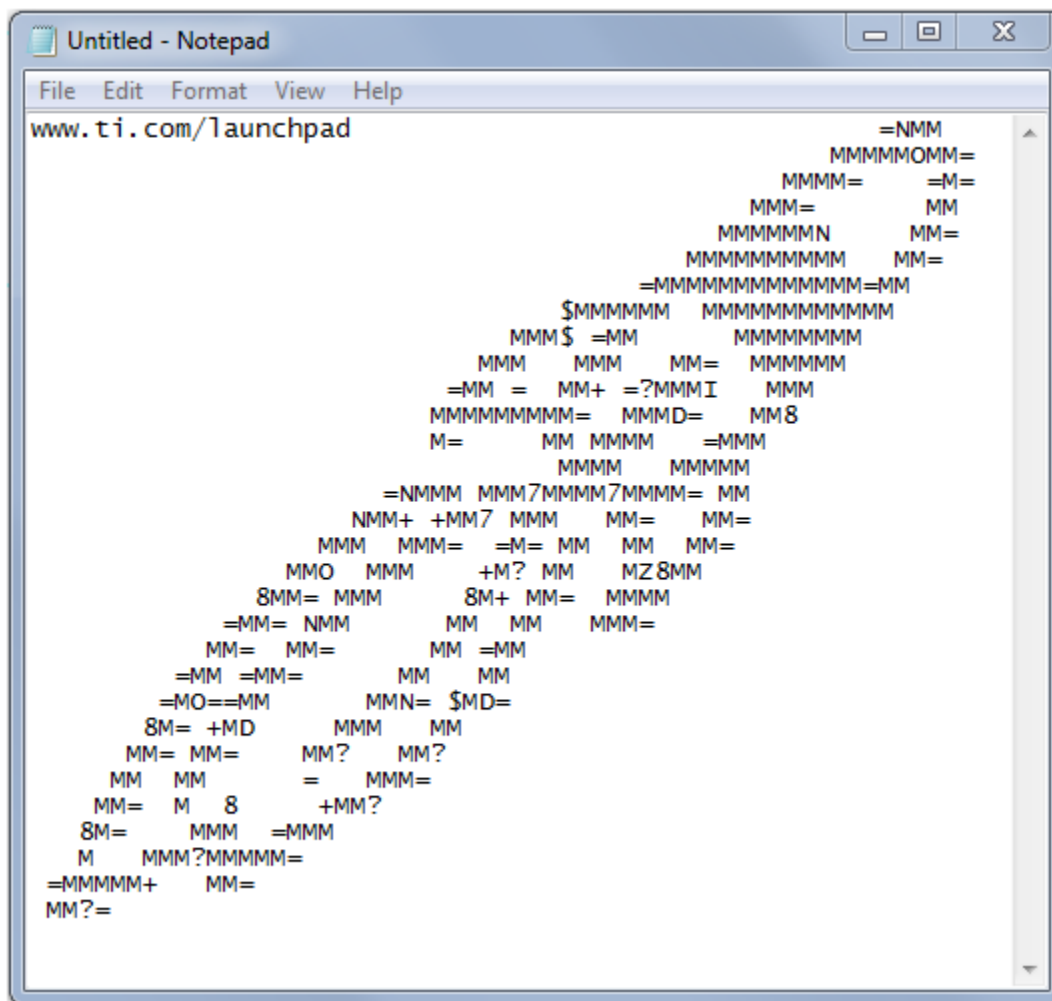 Untitled - Notepad
File Edit Format View Help
www.ti.com/launchpad =NMM
MMMMMOMM=
MMMM= =M=
MMM= MM
MMMMMMN MM=
MMMMMMMMMM MM=
=MMMMMMMMMMMMM=MM
$MMMMMM MMMMMMMMMMMM
MMM$ =MM MMMMMMMM
MMM MMM MM= MMMMMM
=MM = MM+ =?MMMI MMM
MMMMMMMMM= MMMD= MM8
M= MM MMMM =MMM
MMMM MMMMM
=NMMM MMM7MMMM7MMMM= MM
NMM+ +MM7 MMM MM= MM=
MMM MMM= =M= MM MM MM=
MMO MMM +M? MM MZ8MM
8MM= MMM 8M+ MM= MMMM
=MM= NMM MM MM MMM=
MM= MM= MM =MM
=MM =MM= MM MM
=MO==MM MMN= $MD=
8M= +MD MMM MM
MM= MM= MM? MM?
MM MM = MMM=
MM= M 8 +MM?
8M= MMM =MMM
M MMM?MMMMM=
=MMMMM+ MM=
MM?=